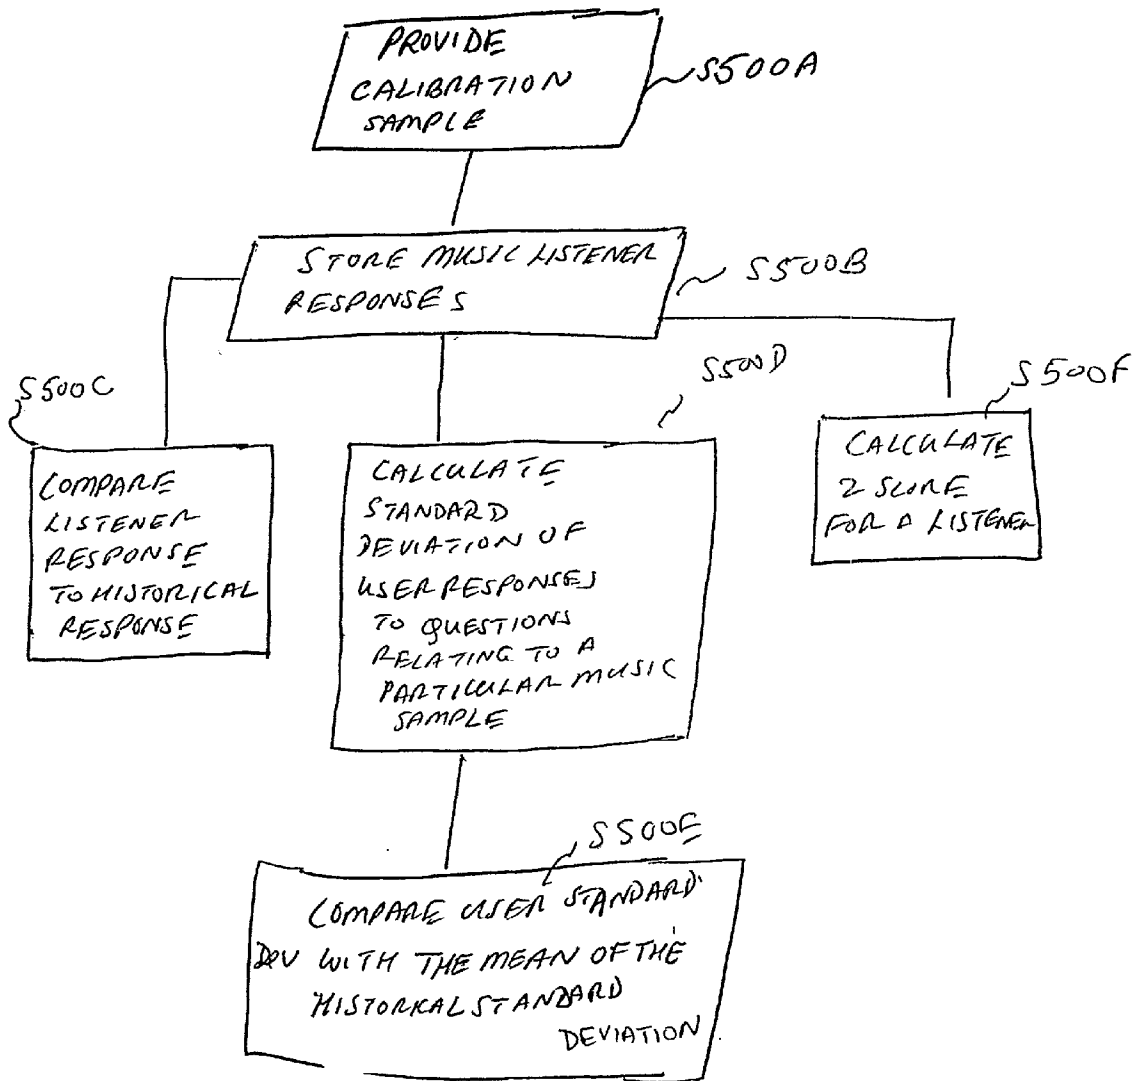 PROVIDE
CALIBRATION
SAMPLE
S500A
STORE MUSIC LISTENER
RESPONSES
S500B
S500C
COMPARE
LISTENER
RESPONSE
TO HISTORICAL
RESPONSE
S500D
CALCULATE
STANDARD
DEVIATION OF
USER RESPONSES
TO QUESTIONS
RELATING TO A
PARTICULAR MUSIC
SAMPLE
S500F
CALCULATE
Z SCORE
FOR A LISTENER
S500E
COMPARE USER STANDARD
DEV WITH THE MEAN OF THE
HISTORICAL STANDARD
DEVIATION